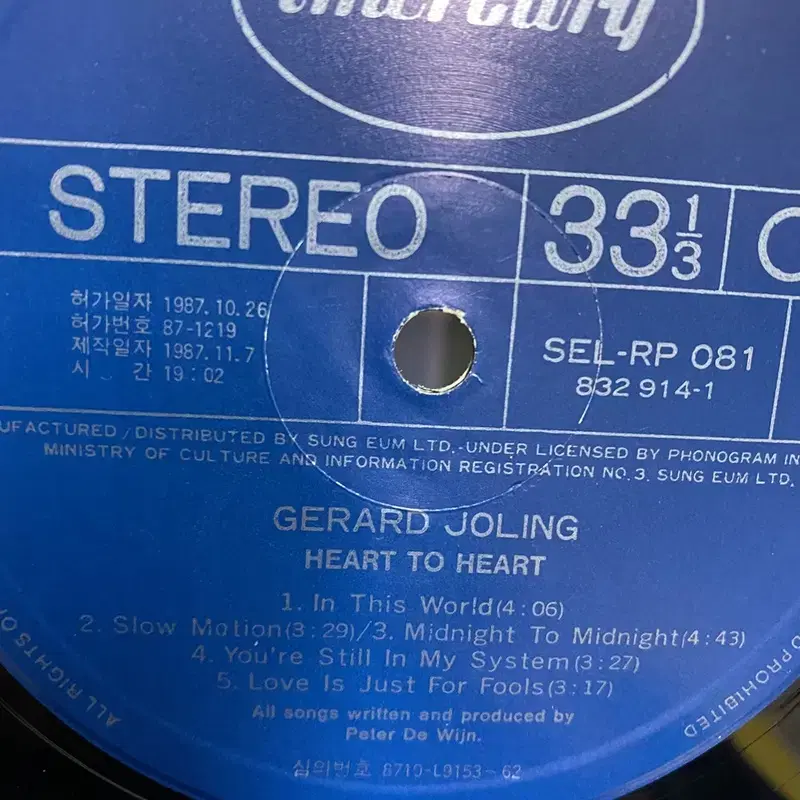 mercury
STEREO
33 1/3
허가일자 1987.10.26
허가번호 87-1219
제작일자 1987.11.7
시 간 19:02
SEL-RP 081
832 914-1
UFACTURED/DISTRIBUTED BY SUNG EUM LTD.-UNDER LICENSED BY PHONOGRAM IN
MINISTRY OF CULTURE AND INFORMATION REGISTRATION NO.3. SUNG EUM LTD.
GERARD JOLING
HEART TO HEART
1. In This World(4:06)
2. Slow Motion(3:29)/3. Midnight To Midnight(4:43)
4. You're Still In My System(3:27)
5. Love Is Just For Fools(3:17)
All songs written and produced by
Peter De Wijn.
심의번호 8710-L9153-62
ALL RIGHTS O
D PROHIBITED